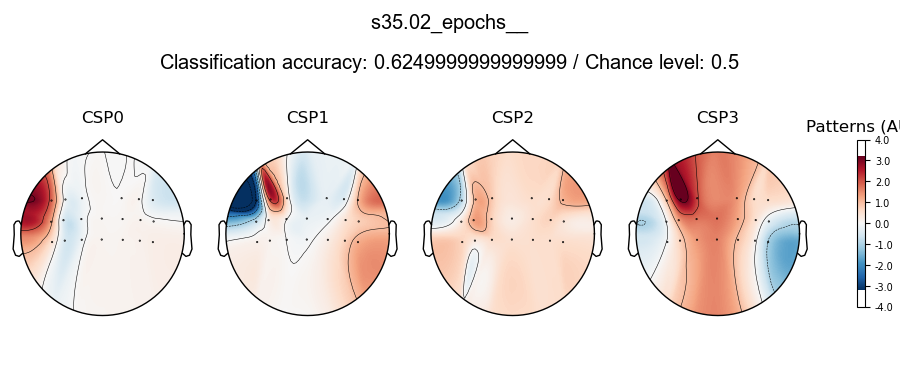 s35.02_epochs__
Classification accuracy: 0.6249999999999999 / Chance level: 0.5
CSP0 CSP1 CSP2 CSP3
Patterns (AU
4.0
3.0
2.0
1.0
0.0
-1.0
-2.0
-3.0
-4.0